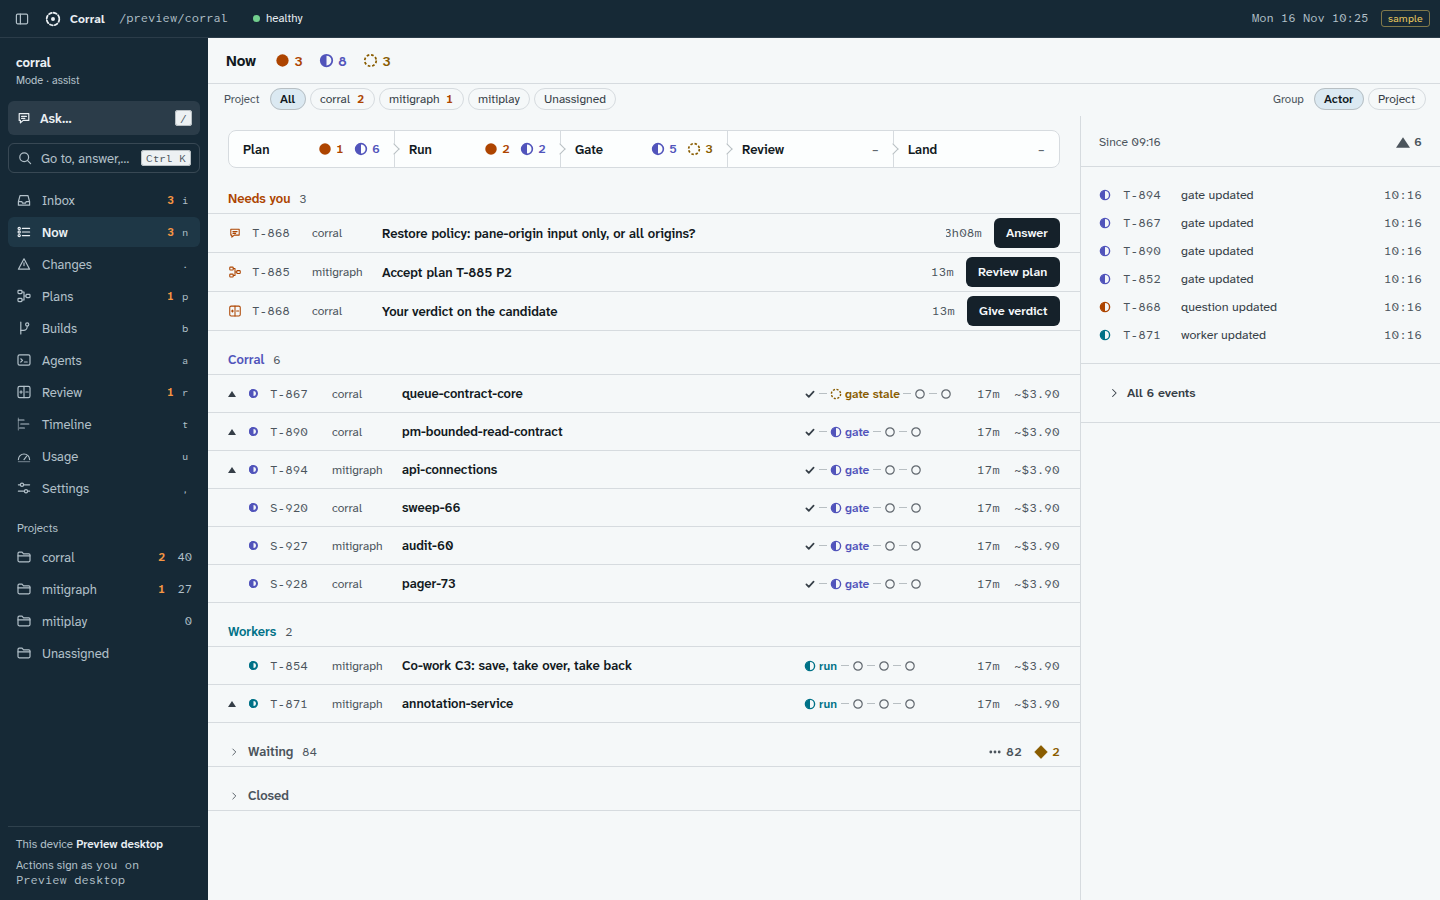 Corral /preview/corral healthy Mon 16 Nov 10:25 sample
corral
Mode · assist
Ask... /
Go to, answer,... Ctrl K
Inbox 3 i
Now 3 n
Changes .
Plans 1 p
Builds b
Agents a
Review 1 r
Timeline t
Usage u
Settings ,
Projects
corral 2 40
mitigraph 1 27
mitiplay 0
Unassigned
This device Preview desktop
Actions sign as you on
Preview desktop
Now 3 8 3
Project All corral 2 mitigraph 1 mitiplay Unassigned Group Actor Project
Plan 1 6 Run 2 2 Gate 5 3 Review – Land –
Needs you 3
T-868 corral Restore policy: pane-origin input only, or all origins? 3h08m Answer
T-885 mitigraph Accept plan T-885 P2 13m Review plan
T-868 corral Your verdict on the candidate 13m Give verdict
Corral 6
T-867 corral queue-contract-core gate stale 17m ~$3.90
T-890 corral pm-bounded-read-contract gate 17m ~$3.90
T-894 mitigraph api-connections gate 17m ~$3.90
S-920 corral sweep-66 gate 17m ~$3.90
S-927 mitigraph audit-60 gate 17m ~$3.90
S-928 corral pager-73 gate 17m ~$3.90
Workers 2
T-854 mitigraph Co-work C3: save, take over, take back run 17m ~$3.90
T-871 mitigraph annotation-service run 17m ~$3.90
Waiting 84 82 2
Closed
Since 09:16 6
T-894 gate updated 10:16
T-867 gate updated 10:16
T-890 gate updated 10:16
T-852 gate updated 10:16
T-868 question updated 10:16
T-871 worker updated 10:16
All 6 events